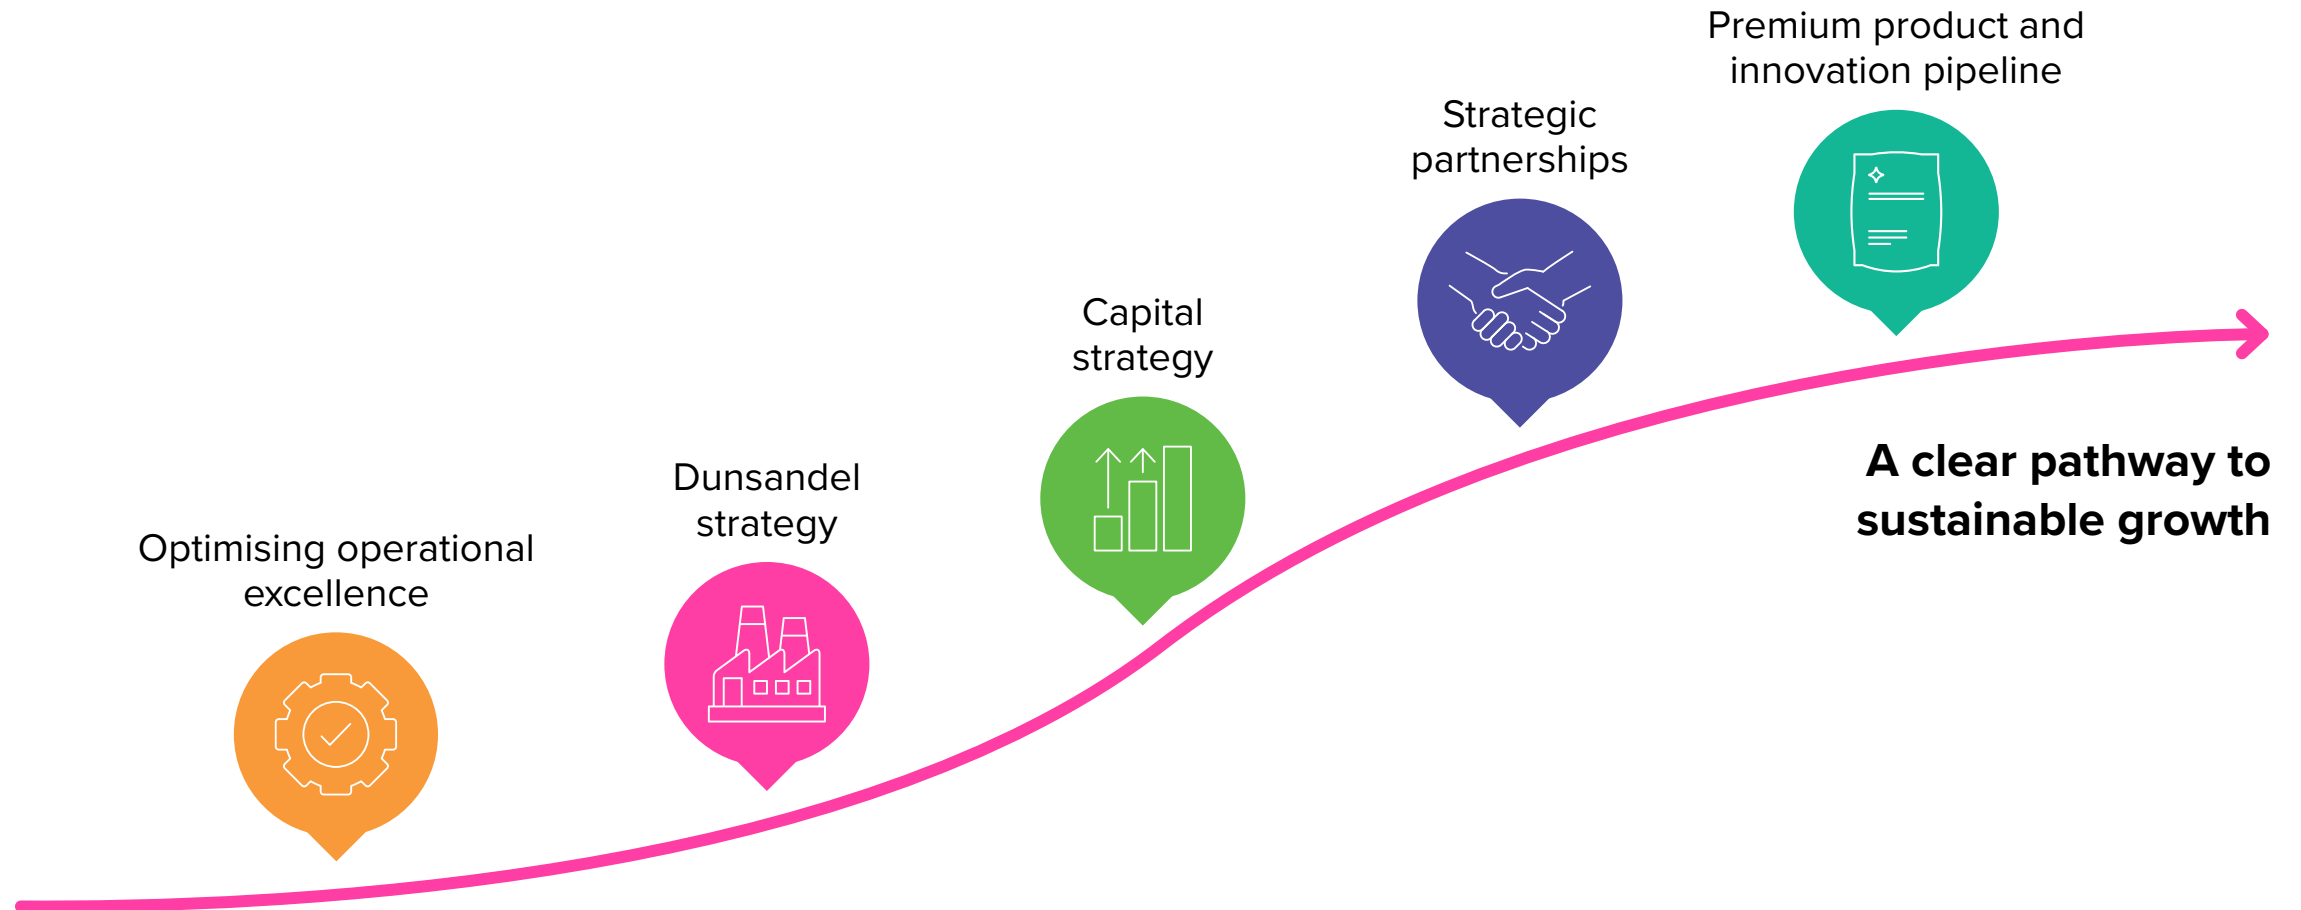 Premium product and
innovation pipeline
Strategic
partnerships
Capital
strategy
Dunsandel
strategy
Optimising operational
excellence
A clear pathway to
sustainable growth